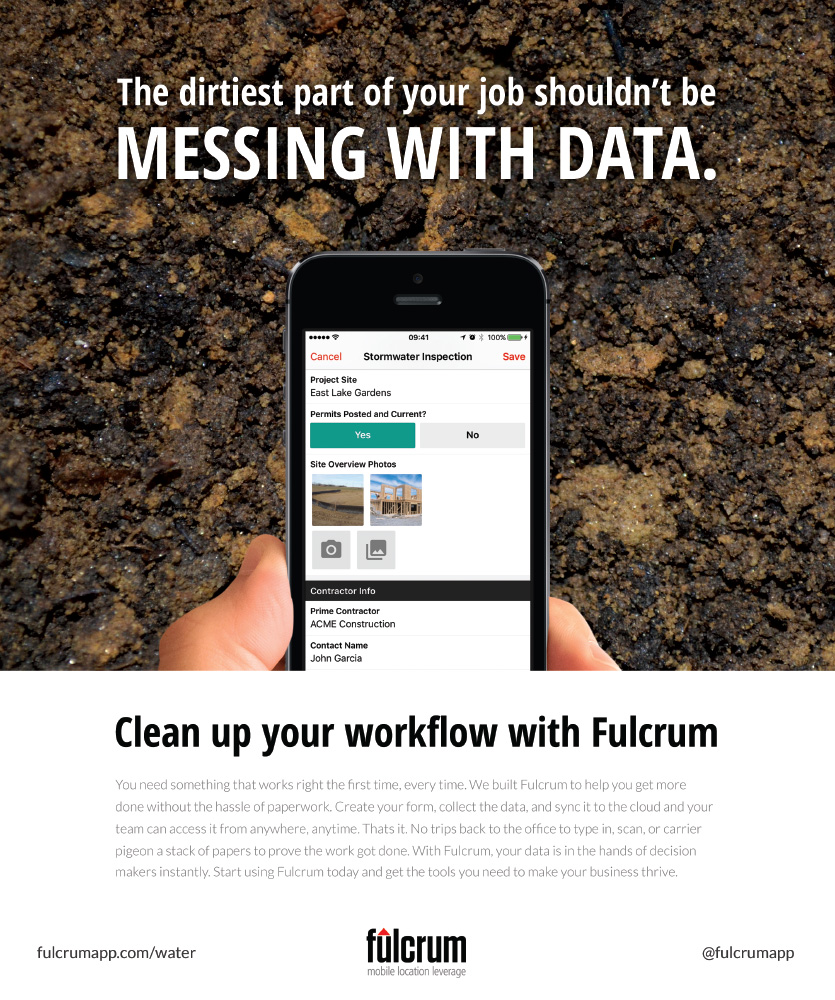 The dirtiest part of your job shouldn't be
MESSING WITH DATA.
09:41
100%
Cancel
Stormwater Inspection
Save
Project Site
East Lake Gardens
Permits Posted and Current?
Yes
No
Site Overview Photos
Contractor Info
Prime Contractor
ACME Construction
Contact Name
John Garcia
Clean up your workflow with Fulcrum
You need something that works right the first time, every time. We built Fulcrum to help you get more
done without the hassle of paperwork. Create your form, collect the data, and sync it to the cloud and your
team can access it from anywhere, anytime. Thats it. No trips back to the office to type in, scan, or carrier
pigeon a stack of papers to prove the work got done. With Fulcrum, your data is in the hands of decision
makers instantly. Start using Fulcrum today and get the tools you need to make your business thrive.
fulcrumapp.com/water
fulcrum
mobile location leverage
@fulcrumapp